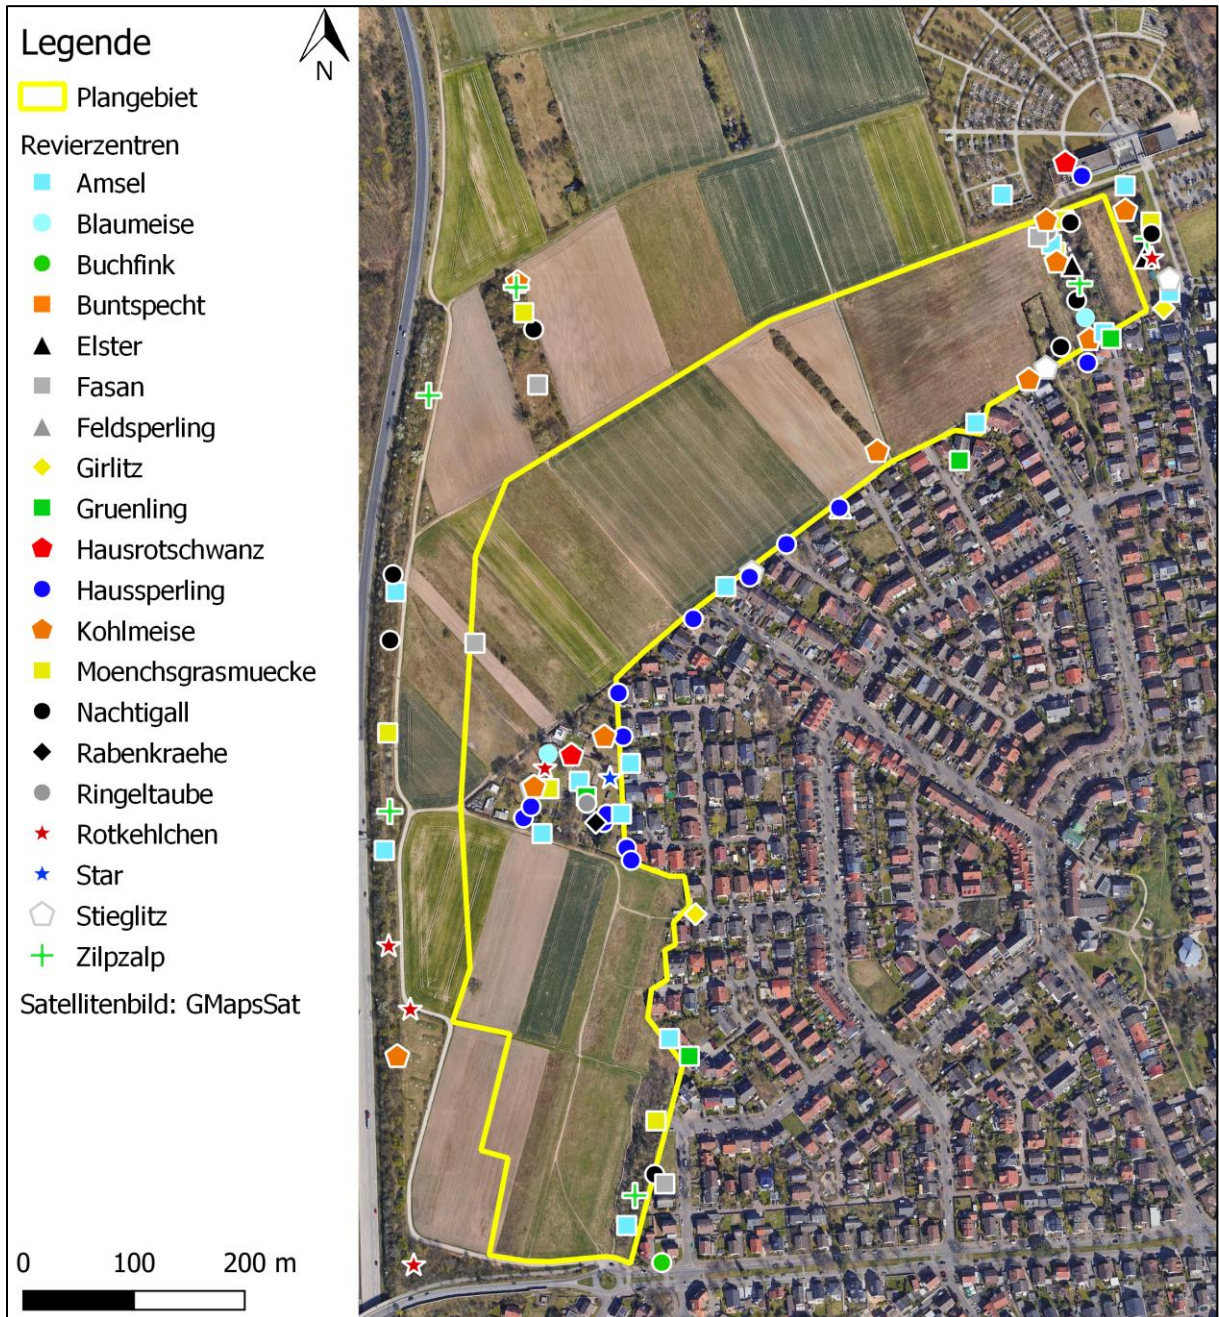 Legende
N
Plangebiet
Revierzentren
Amsel
Blaumeise
Buchfink
Buntspecht
Elster
Fasan
Feldsperling
Girlitz
Gruenling
Hausrotschwanz
Haussperling
Kohlmeise
Moenchsgrasmuecke
Nachtigall
Rabenkraehe
Ringeltaube
Rotkehlchen
Star
Stieglitz
Zilpzalp
Satellitenbild: GMapsSat
0 100 200 m